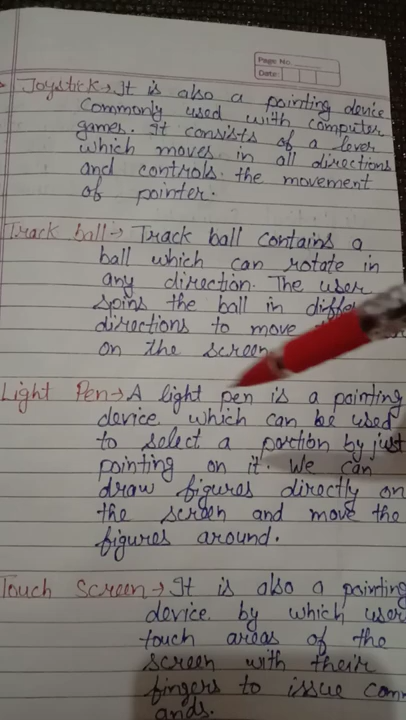 Page No.
Date:
Joystick → It is also a pointing device
commonly used with computer
games. It consists of a lever
which moves in all directions
and controls the movement
of pointer.
Track ball → Track ball contains a
ball which can rotate in
any direction. The user
spins the ball in
directions to move
on the screen
Light Pen → A light pen is a pointing
device which can be used
to select a portion by just
pointing on it. We can
draw figures directly on
the screen and move the
figures around.
Touch Screen → It is also a pointing
device by which user
touch areas of the
screen with their
fingers to issue comm
ands.